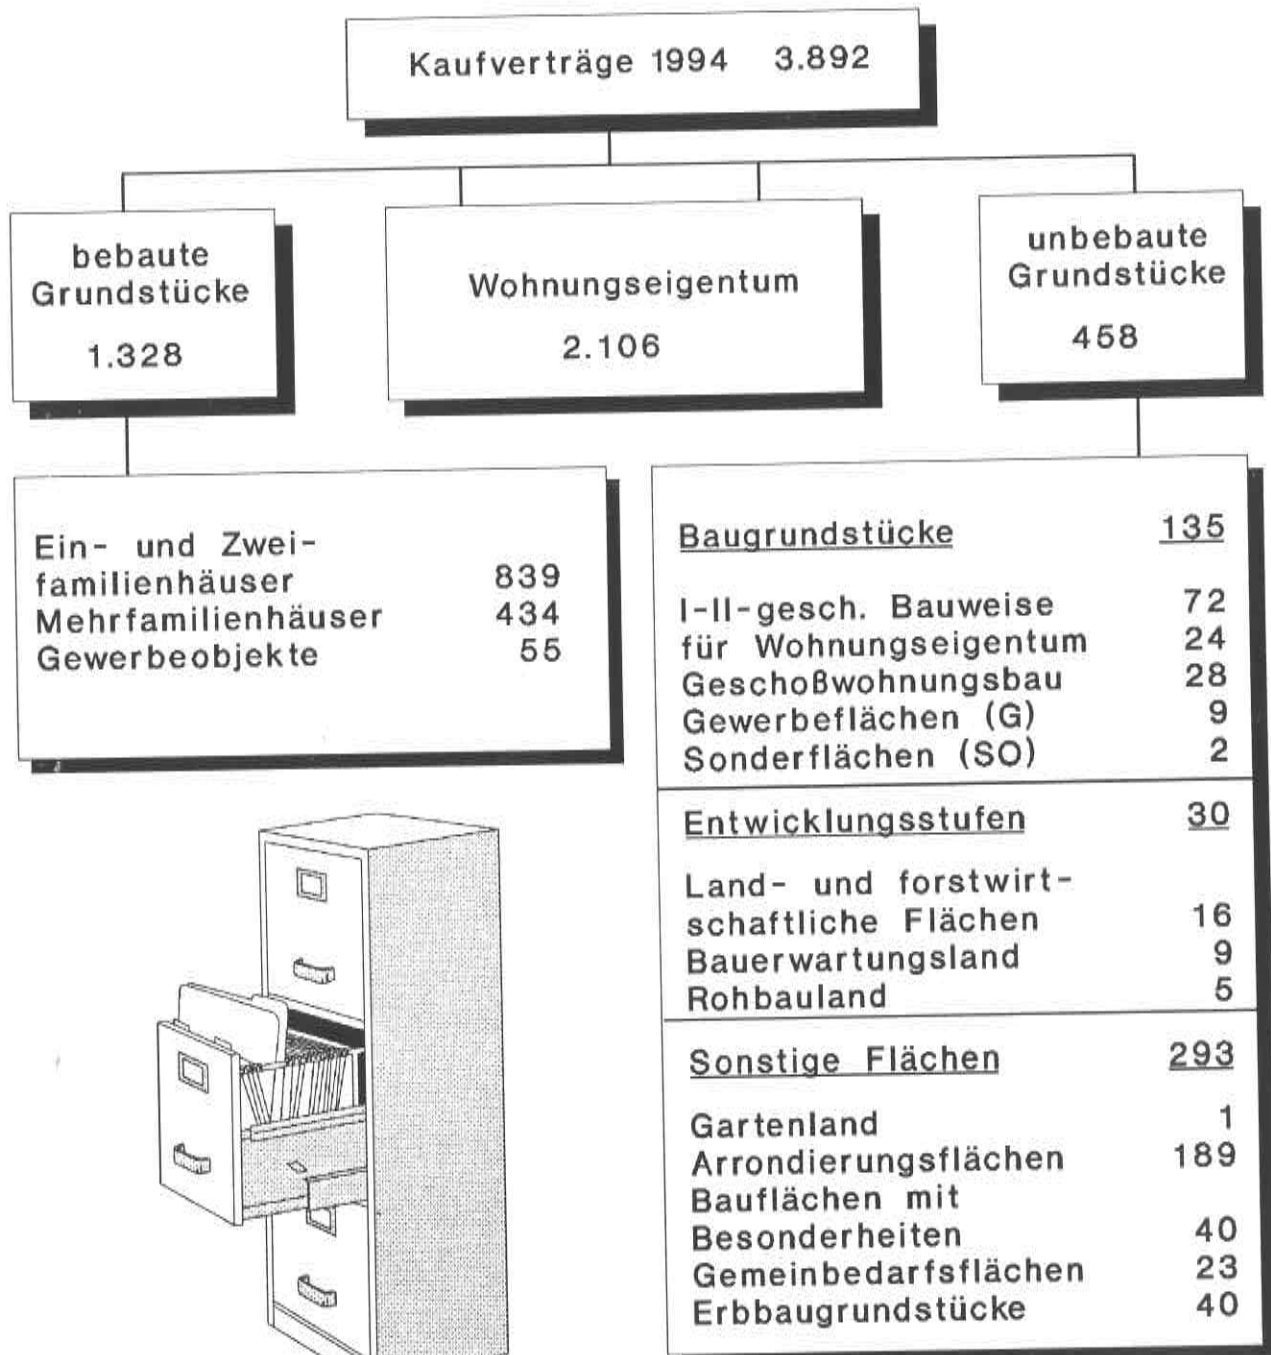 Kaufverträge 1994 3.892
bebaute
Grundstücke
1.328
Wohnungseigentum
2.106
unbebaute
Grundstücke
458
Ein- und Zwei-
familienhäuser 839
Mehrfamilienhäuser 434
Gewerbeobjekte 55
Baugrundstücke 135
I-II-gesch. Bauweise 72
für Wohnungseigentum 24
Geschoßwohnungsbau 28
Gewerbeflächen (G) 9
Sonderflächen (SO) 2
Entwicklungsstufen 30
Land- und forstwirt-
schaftliche Flächen 16
Bauerwartungsland 9
Rohbauland 5
Sonstige Flächen 293
Gartenland 1
Arrondierungsflächen 189
Bauflächen mit
Besonderheiten 40
Gemeinbedarfsflächen 23
Erbbaugrundstücke 40